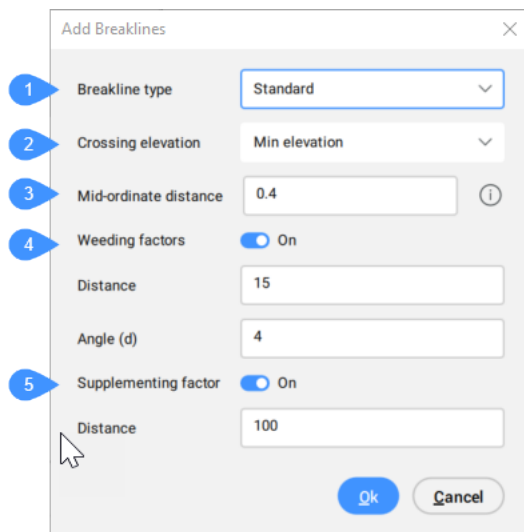 Add Breaklines
1 Breakline type Standard
2 Crossing elevation Min elevation
3 Mid-ordinate distance 0.4 i
4 Weeding factors On
Distance 15
Angle (d) 4
5 Supplementing factor On
Distance 100
Ok Cancel